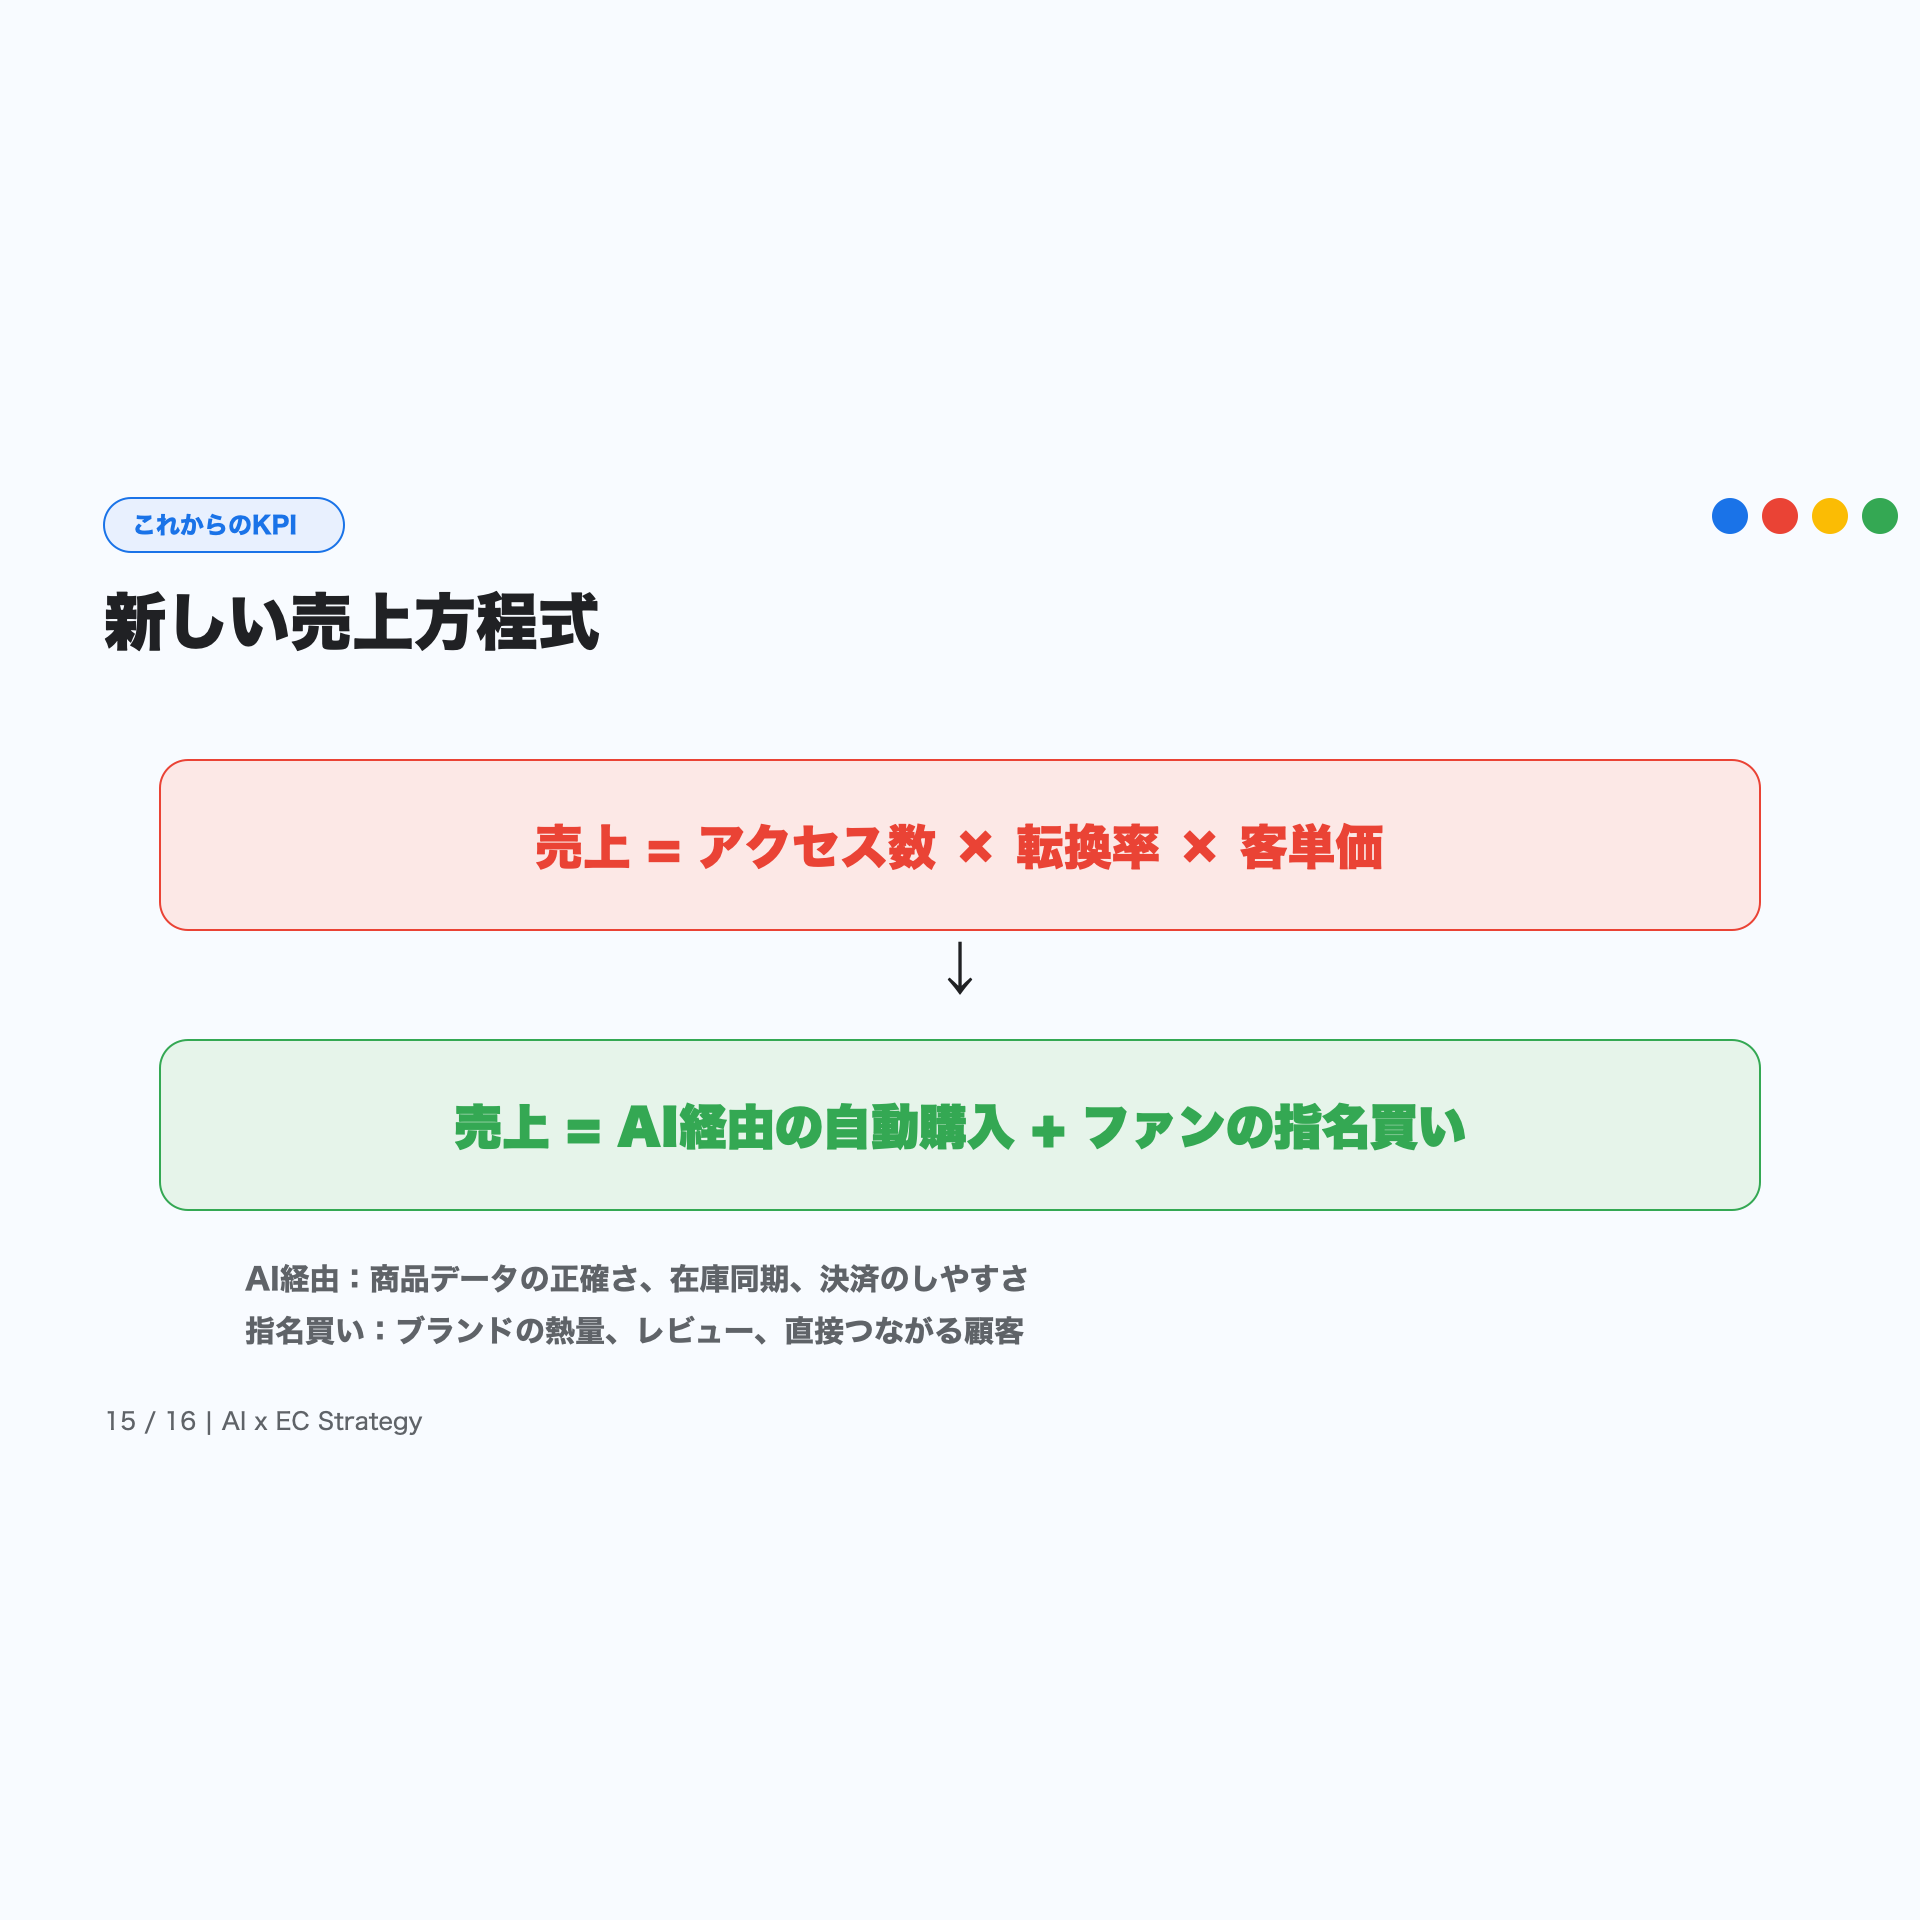 これからのKPI
新しい売上方程式
売上 = アクセス数 × 転換率 × 客単価
↓
売上 = AI経由の自動購入 + ファンの指名買い
AI経由：商品データの正確さ、在庫同期、決済のしやすさ
指名買い：ブランドの熱量、レビュー、直接つながる顧客
15 / 16 | AI x EC Strategy